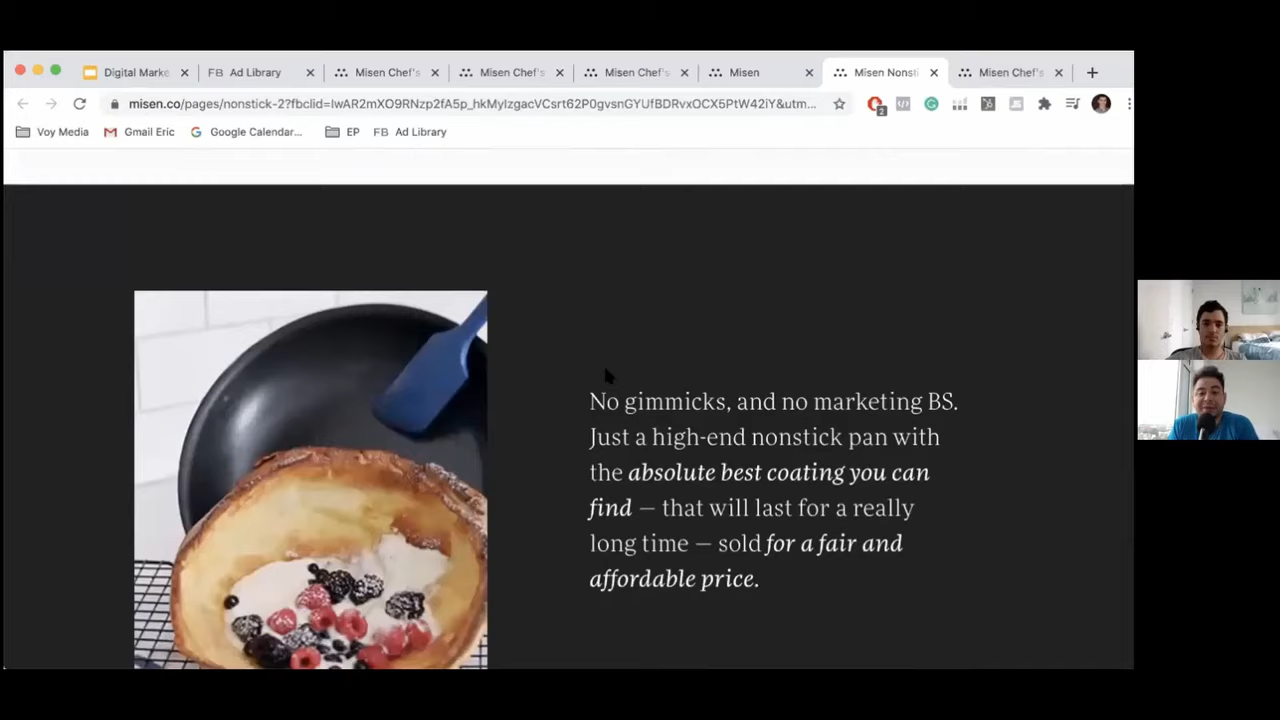 Digital Marke
FB Ad Library
Misen Chef's
Misen Chef's
Misen Chef's
Misen
Misen Nonsti
Misen Chef's
misen.co/pages/nonstick-2?fbclid=IwAR2mXO9RNzp2fA5p_hkMyIzgacVCsrt62P0gvsnGYUfBDRvxOCX5PtW42iY&utm...
2
Voy Media
Gmail Eric
Google Calendar...
EP
FB Ad Library
No gimmicks, and no marketing BS.
Just a high-end nonstick pan with
the absolute best coating you can
find — that will last for a really
long time — sold for a fair and
affordable price.